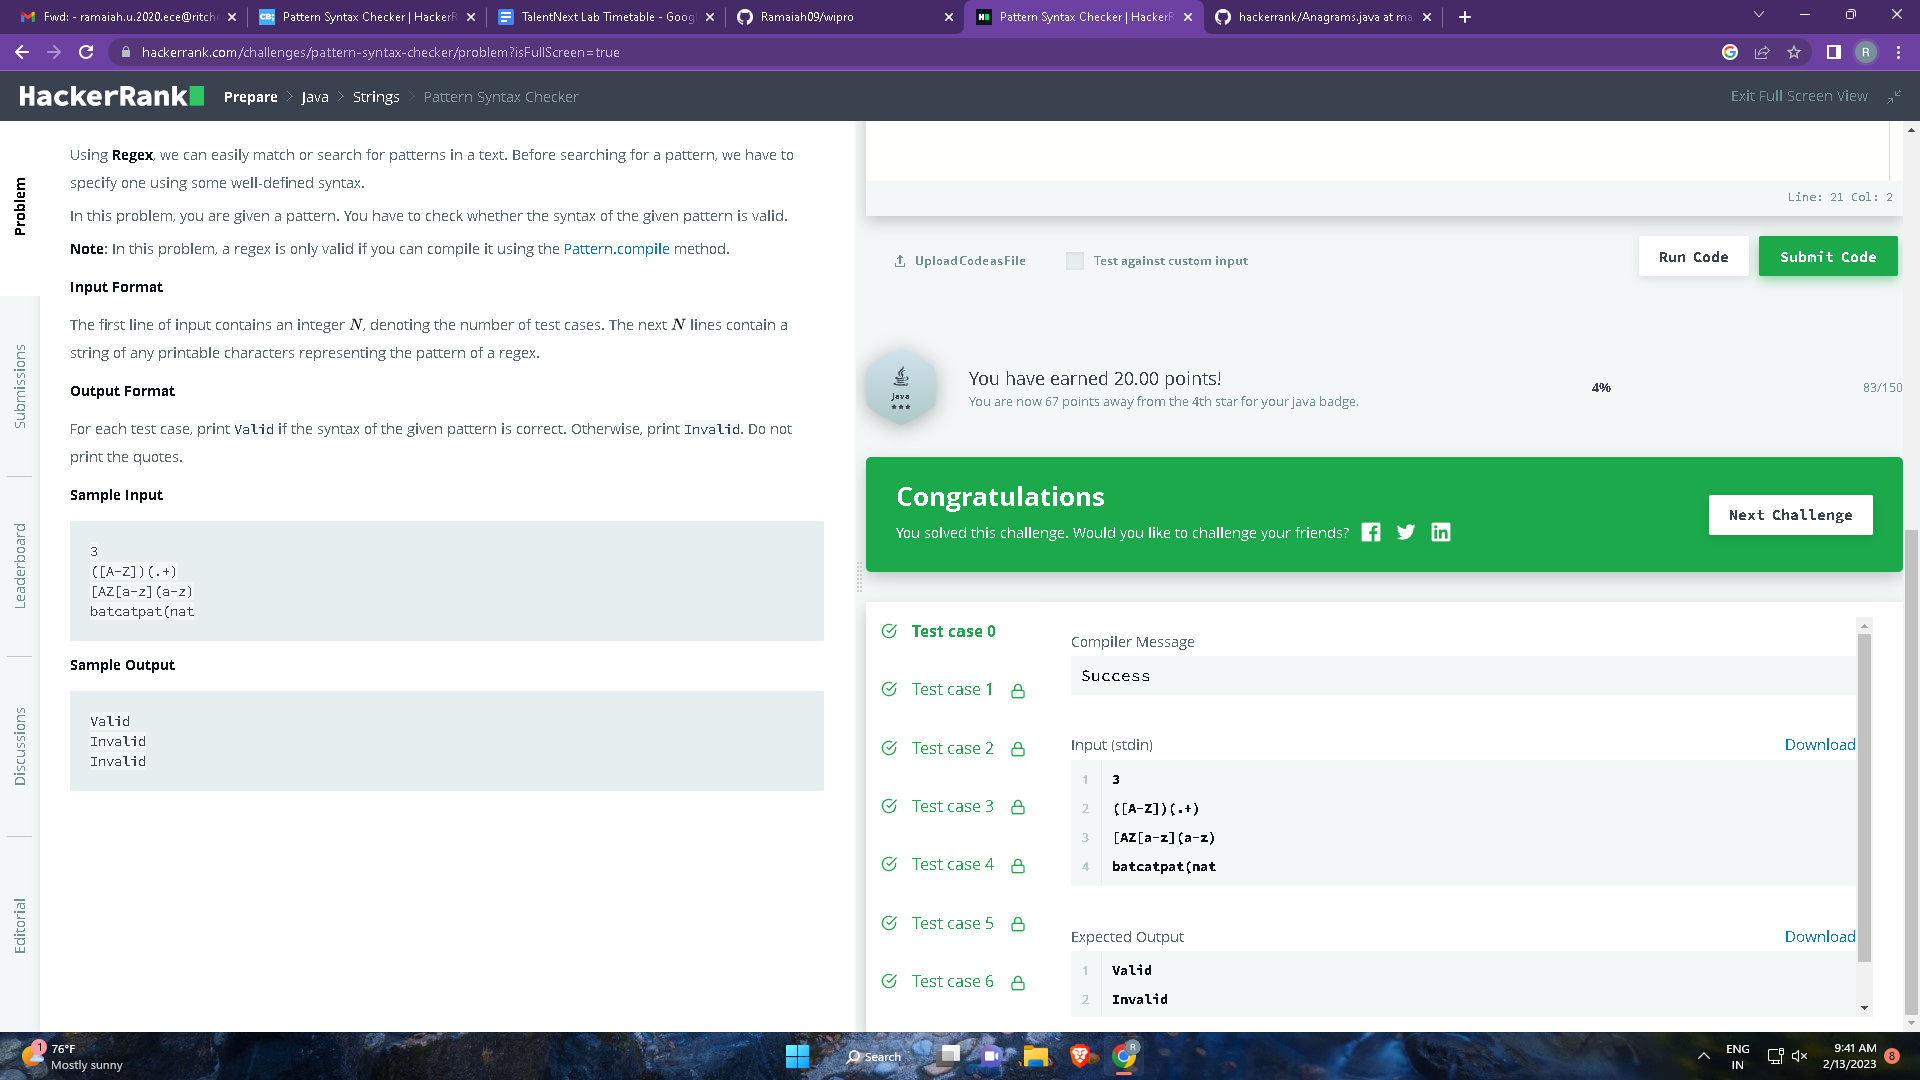 Fwd: - ramaiah.u.2020.ece@ritch
Pattern Syntax Checker | HackerR
TalentNext Lab Timetable - Googl
Ramaiah09/wipro
Pattern Syntax Checker | HackerR
hackerrank/Anagrams.java at ma
hackerrank.com/challenges/pattern-syntax-checker/problem?isFullScreen=true
R
HackerRank
Prepare > Java > Strings > Pattern Syntax Checker
Exit Full Screen View
Problem
Submissions
Leaderboard
Discussions
Editorial
Using Regex, we can easily match or search for patterns in a text. Before searching for a pattern, we have to
specify one using some well-defined syntax.
In this problem, you are given a pattern. You have to check whether the syntax of the given pattern is valid.
Note: In this problem, a regex is only valid if you can compile it using the Pattern.compile method.
Input Format
The first line of input contains an integer N, denoting the number of test cases. The next N lines contain a
string of any printable characters representing the pattern of a regex.
Output Format
For each test case, print Valid if the syntax of the given pattern is correct. Otherwise, print Invalid. Do not
print the quotes.
Sample Input
3
([A-Z])(.+)
[AZ[a-z](a-z)
batcatpat(nat
Sample Output
Valid
Invalid
Invalid
Line: 21 Col: 2
Upload Code as File
Test against custom input
Run Code
Submit Code
Java
You have earned 20.00 points!
You are now 67 points away from the 4th star for your java badge.
4%
83/150
Congratulations
You solved this challenge. Would you like to challenge your friends?
Next Challenge
Test case 0
Test case 1
Test case 2
Test case 3
Test case 4
Test case 5
Test case 6
Compiler Message
Success
Input (stdin)
Download
1 3
2 ([A-Z])(.+)
3 [AZ[a-z](a-z)
4 batcatpat(nat
Expected Output
Download
1 Valid
2 Invalid
1
76°F
Mostly sunny
Search
R
ENG
IN
9:41 AM
2/13/2023
8